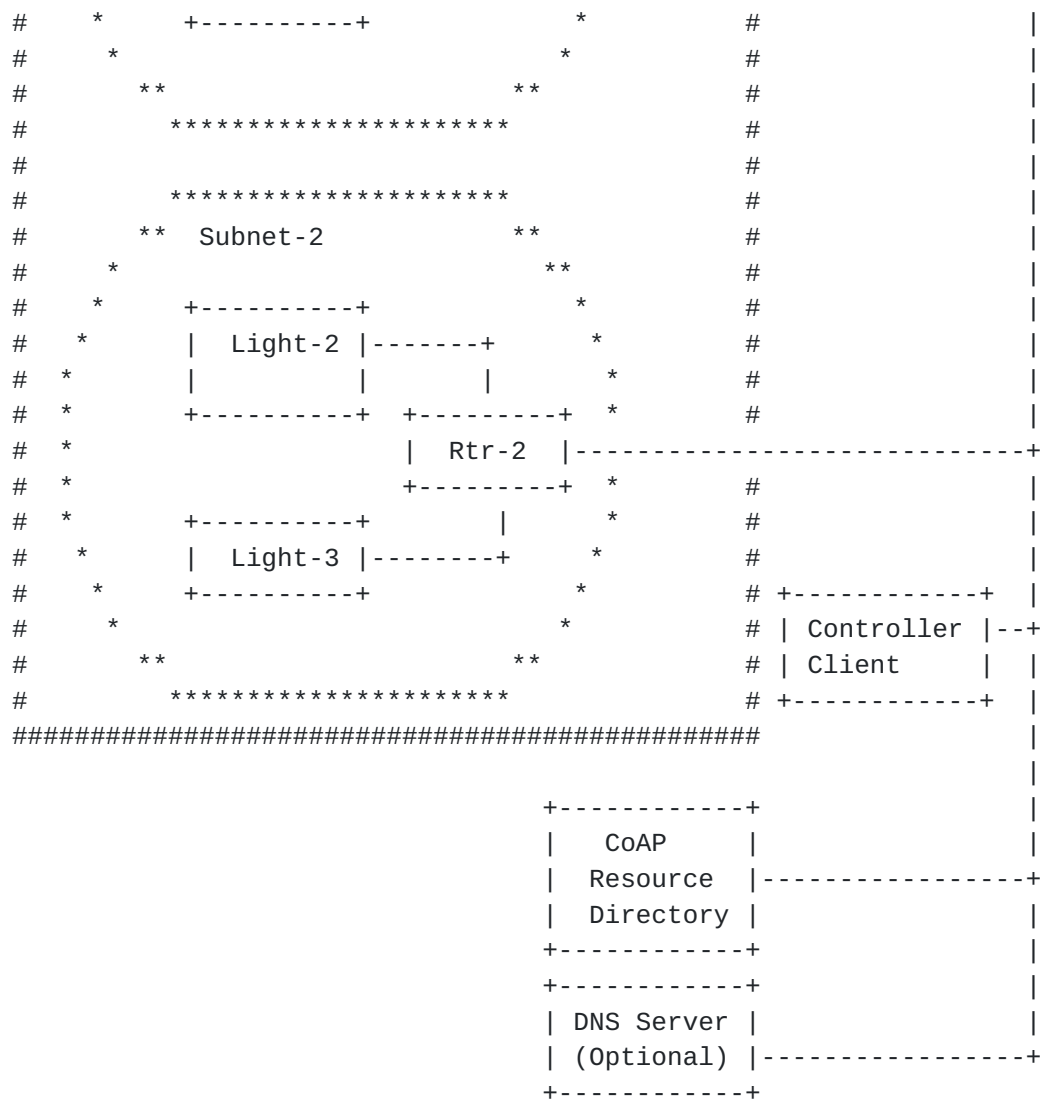 Subnet-2
Light-2
Rtr-2
Light-3
Controller
Client
CoAP
Resource
Directory
DNS Server
(Optional)